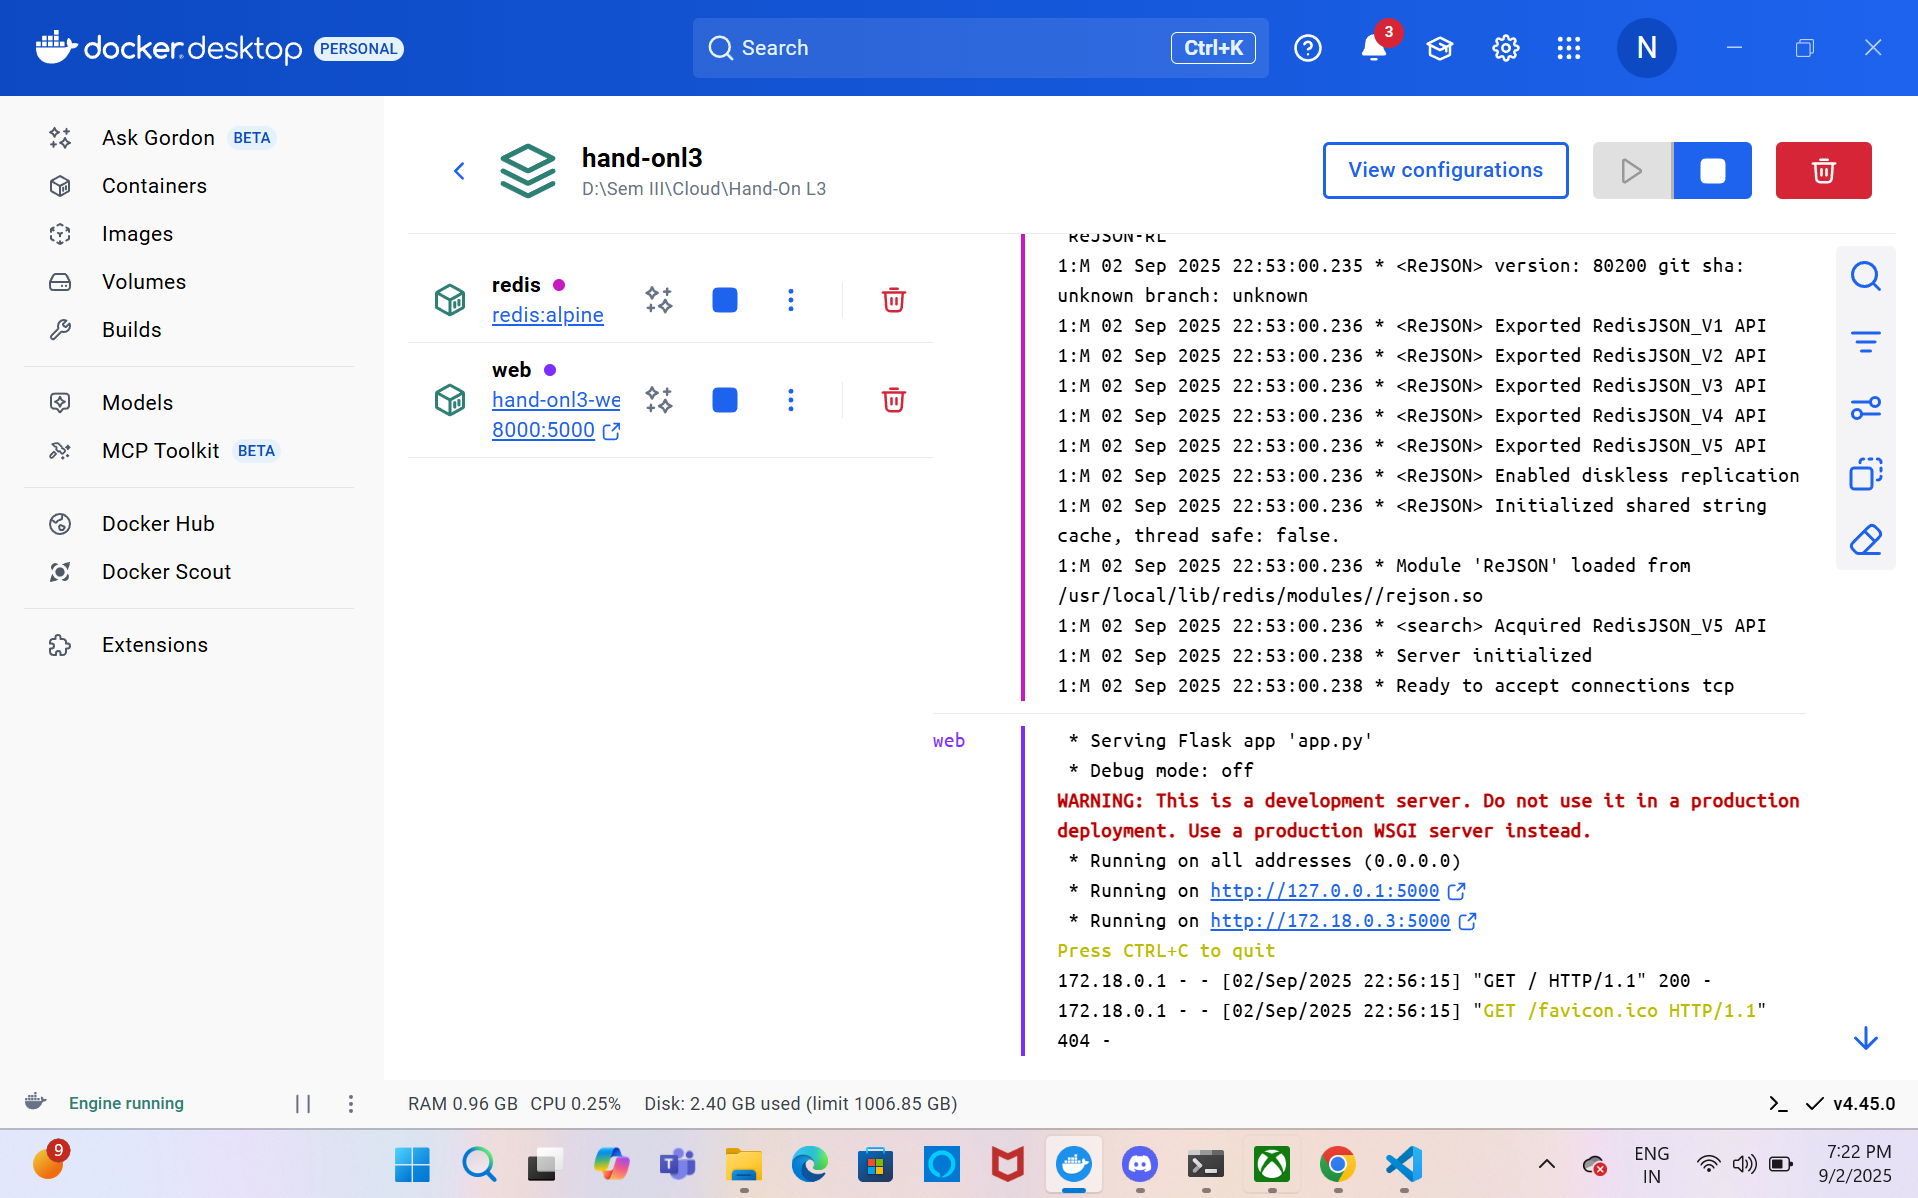 docker.desktop PERSONAL
Search
Ctrl+K
3
N
Ask Gordon BETA
Containers
Images
Volumes
Builds
Models
MCP Toolkit BETA
Docker Hub
Docker Scout
Extensions
hand-onl3
D:\Sem III\Cloud\Hand-On L3
View configurations
redis
redis:alpine
web
hand-onl3-we
8000:5000
ReJSON-RL
1:M 02 Sep 2025 22:53:00.235 * <ReJSON> version: 80200 git sha:
unknown branch: unknown
1:M 02 Sep 2025 22:53:00.236 * <ReJSON> Exported RedisJSON_V1 API
1:M 02 Sep 2025 22:53:00.236 * <ReJSON> Exported RedisJSON_V2 API
1:M 02 Sep 2025 22:53:00.236 * <ReJSON> Exported RedisJSON_V3 API
1:M 02 Sep 2025 22:53:00.236 * <ReJSON> Exported RedisJSON_V4 API
1:M 02 Sep 2025 22:53:00.236 * <ReJSON> Exported RedisJSON_V5 API
1:M 02 Sep 2025 22:53:00.236 * <ReJSON> Enabled diskless replication
1:M 02 Sep 2025 22:53:00.236 * <ReJSON> Initialized shared string
cache, thread safe: false.
1:M 02 Sep 2025 22:53:00.236 * Module 'ReJSON' loaded from
/usr/local/lib/redis/modules//rejson.so
1:M 02 Sep 2025 22:53:00.236 * <search> Acquired RedisJSON_V5 API
1:M 02 Sep 2025 22:53:00.238 * Server initialized
1:M 02 Sep 2025 22:53:00.238 * Ready to accept connections tcp
web
* Serving Flask app 'app.py'
* Debug mode: off
WARNING: This is a development server. Do not use it in a production
deployment. Use a production WSGI server instead.
* Running on all addresses (0.0.0.0)
* Running on http://127.0.0.1:5000
* Running on http://172.18.0.3:5000
Press CTRL+C to quit
172.18.0.1 - - [02/Sep/2025 22:56:15] "GET / HTTP/1.1" 200 -
172.18.0.1 - - [02/Sep/2025 22:56:15] "GET /favicon.ico HTTP/1.1"
404 -
Engine running
RAM 0.96 GB CPU 0.25% Disk: 2.40 GB used (limit 1006.85 GB)
v4.45.0
9
ENG
IN
7:22 PM
9/2/2025